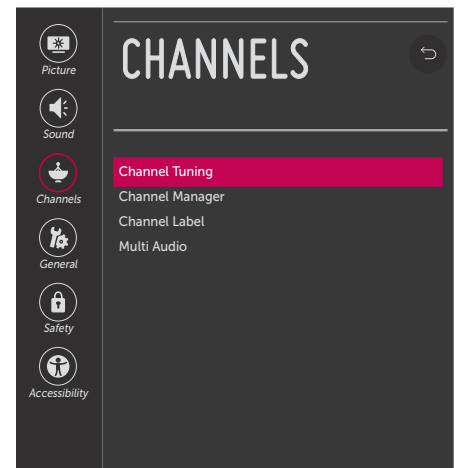 Picture
Sound
Channels
General
Safety
Accessibility
CHANNELS
Channel Tuning
Channel Manager
Channel Label
Multi Audio